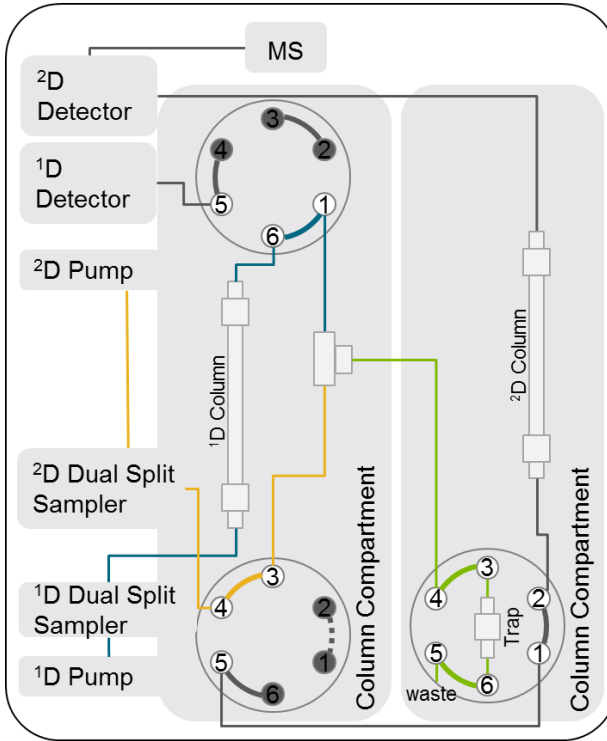 MS
²D
Detector
¹D
Detector
²D Pump
²D Dual Split
Sampler
¹D Dual Split
Sampler
¹D Pump
3
2
4
5
1
6
¹D Column
3
4
2
5
1
6
Column Compartment
²D Column
3
4
2
Trap
5
1
6
waste
Column Compartment